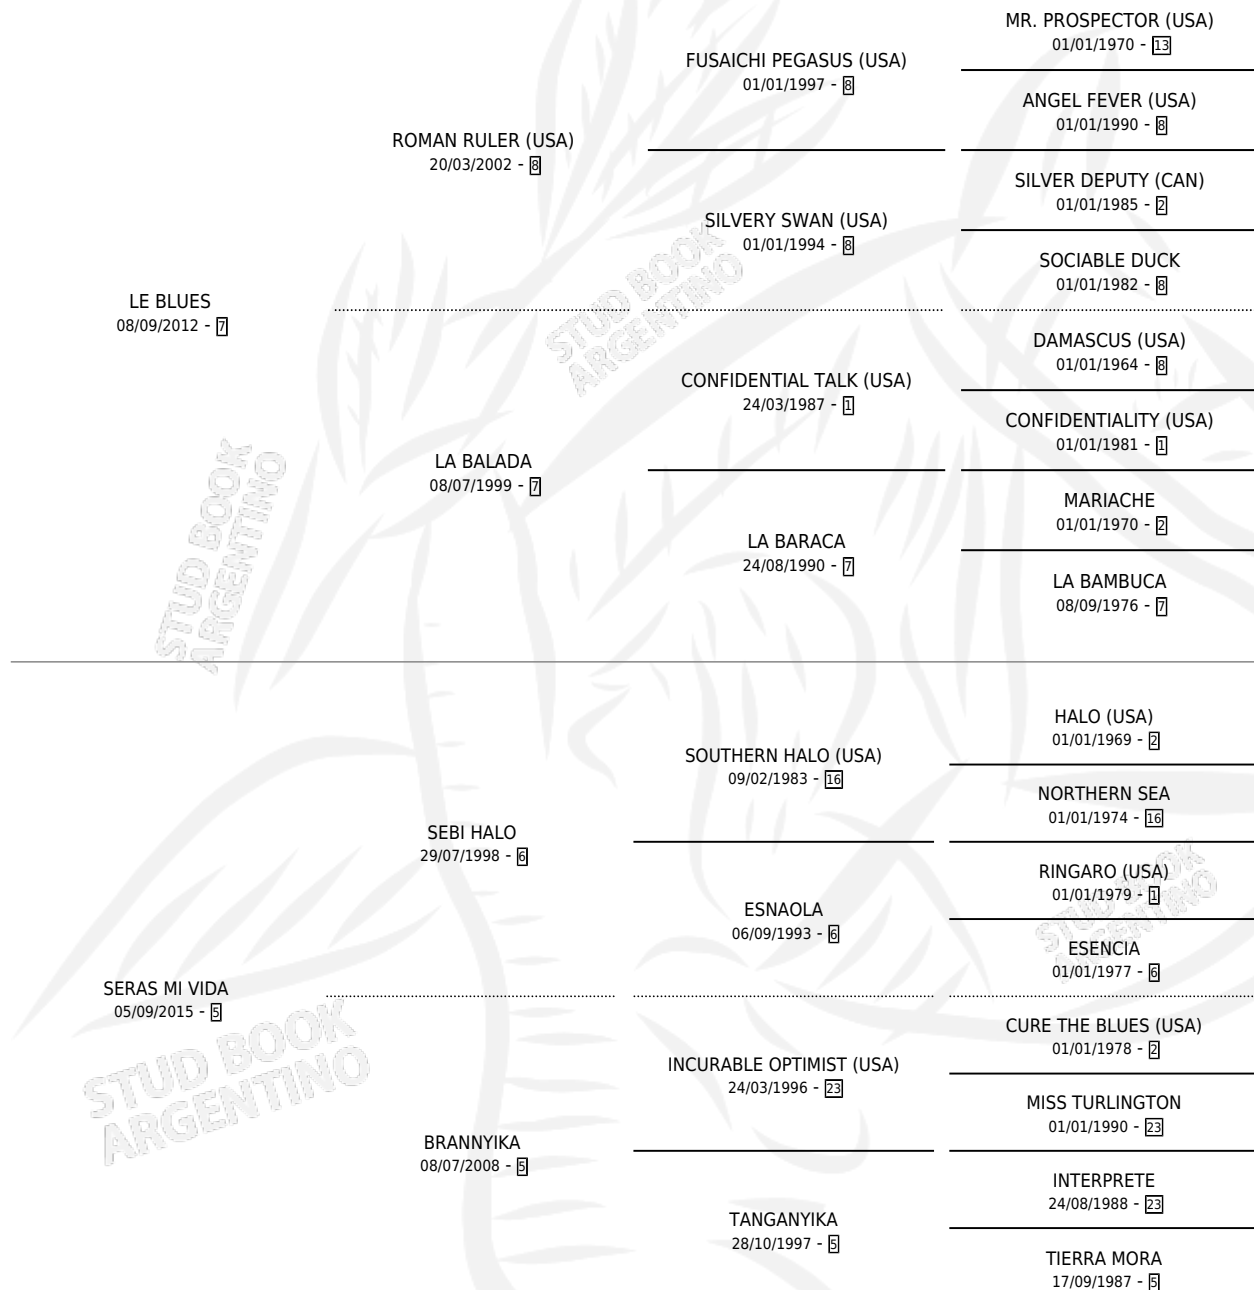 MR. PROSPECTOR (USA)
01/01/1970 - 13
FUSAICHI PEGASUS (USA)
01/01/1997 - 8
ANGEL FEVER (USA)
01/01/1990 - 8
ROMAN RULER (USA)
20/03/2002 - 8
SILVER DEPUTY (CAN)
01/01/1985 - 2
SILVERY SWAN (USA)
01/01/1994 - 8
SOCIABLE DUCK
01/01/1982 - 8
LE BLUES
08/09/2012 - 7
DAMASCUS (USA)
01/01/1964 - 8
CONFIDENTIAL TALK (USA)
24/03/1987 - 1
CONFIDENTIALITY (USA)
01/01/1981 - 1
LA BALADA
08/07/1999 - 7
MARIACHE
01/01/1970 - 2
LA BARACA
24/08/1990 - 7
LA BAMBUCA
08/09/1976 - 7
HALO (USA)
01/01/1969 - 2
SOUTHERN HALO (USA)
09/02/1983 - 16
NORTHERN SEA
01/01/1974 - 16
SEBI HALO
29/07/1998 - 6
RINGARO (USA)
01/01/1979 - 1
ESNAOLA
06/09/1993 - 6
ESENCIA
01/01/1977 - 6
SERAS MI VIDA
05/09/2015 - 5
CURE THE BLUES (USA)
01/01/1978 - 2
INCURABLE OPTIMIST (USA)
24/03/1996 - 23
MISS TURLINGTON
01/01/1990 - 23
BRANNYIKA
08/07/2008 - 5
INTERPRETE
24/08/1988 - 23
TANGANYIKA
28/10/1997 - 5
TIERRA MORA
17/09/1987 - 5
STUD BOOK
ARGENTINO
STUD BOOK
ARGENTINO
STUD BOOK
ARGENTINO
STUD BOOK
ARGENTINO